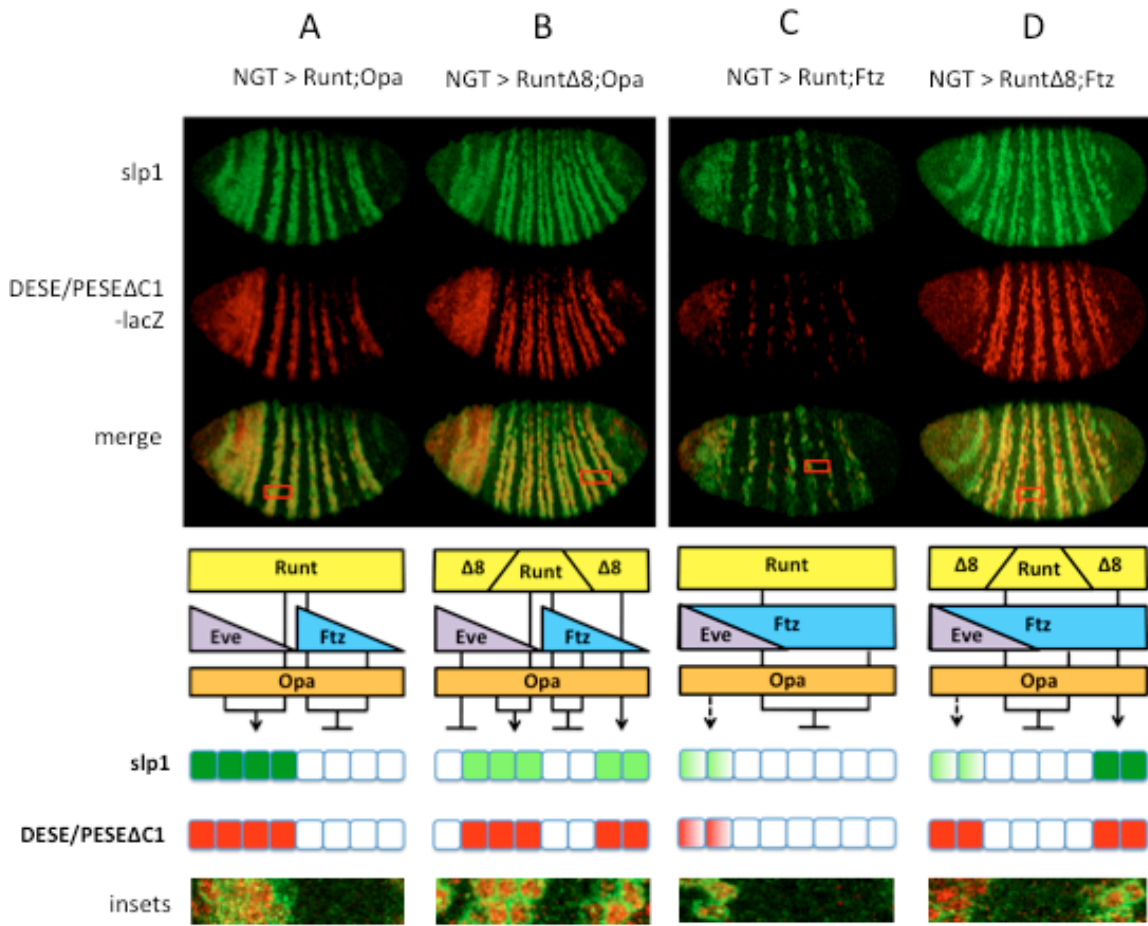 A B C D
NGT > Runt;Opa NGT > RuntΔ8;Opa NGT > Runt;Ftz NGT > RuntΔ8;Ftz
slp1
DESE/PESEΔC1
-lacZ
merge
Runt Δ8 Runt Δ8 Runt Δ8 Runt Δ8
Eve Ftz Eve Ftz Eve Ftz Eve Ftz
Opa Opa Opa Opa
slp1
DESE/PESEΔC1
insets